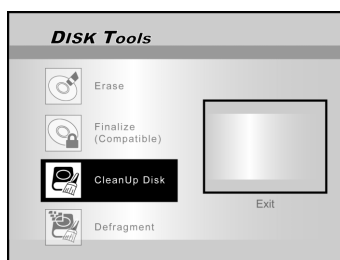 DISK Tools
Erase
Finalize
(Compatible)
CleanUp Disk
Defragment
Exit